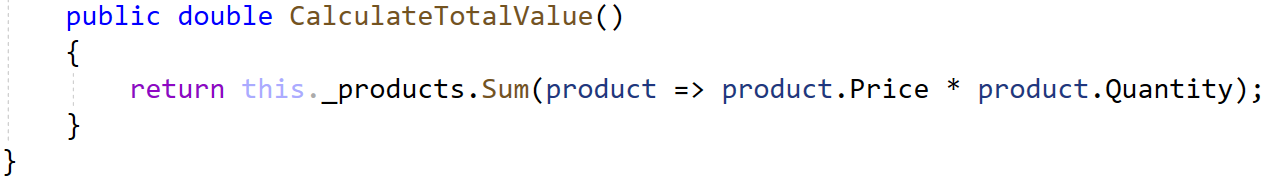 public double CalculateTotalValue()
{
return this._products.Sum(product => product.Price * product.Quantity);
}
}